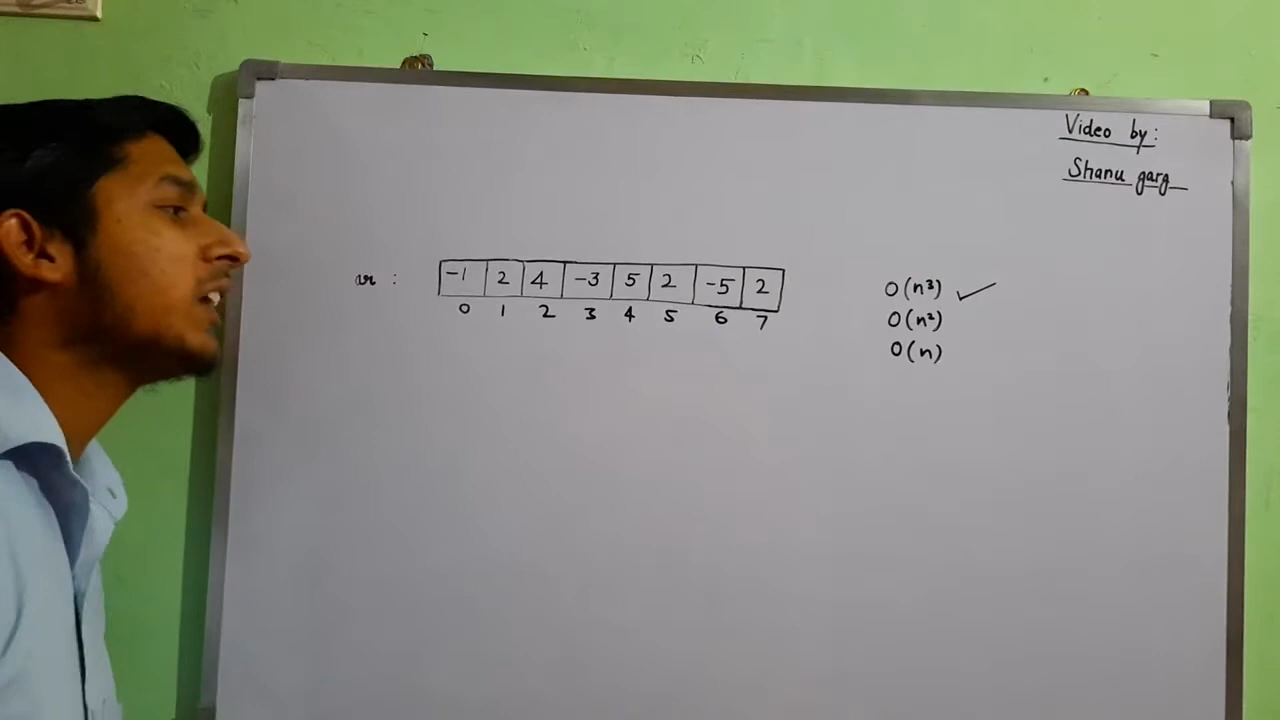 Video by:
Shanu garg
-1 2 4 -3 5 2 -5 2
0 1 2 3 4 5 6 7
O(n³)
O(n²)
O(n)